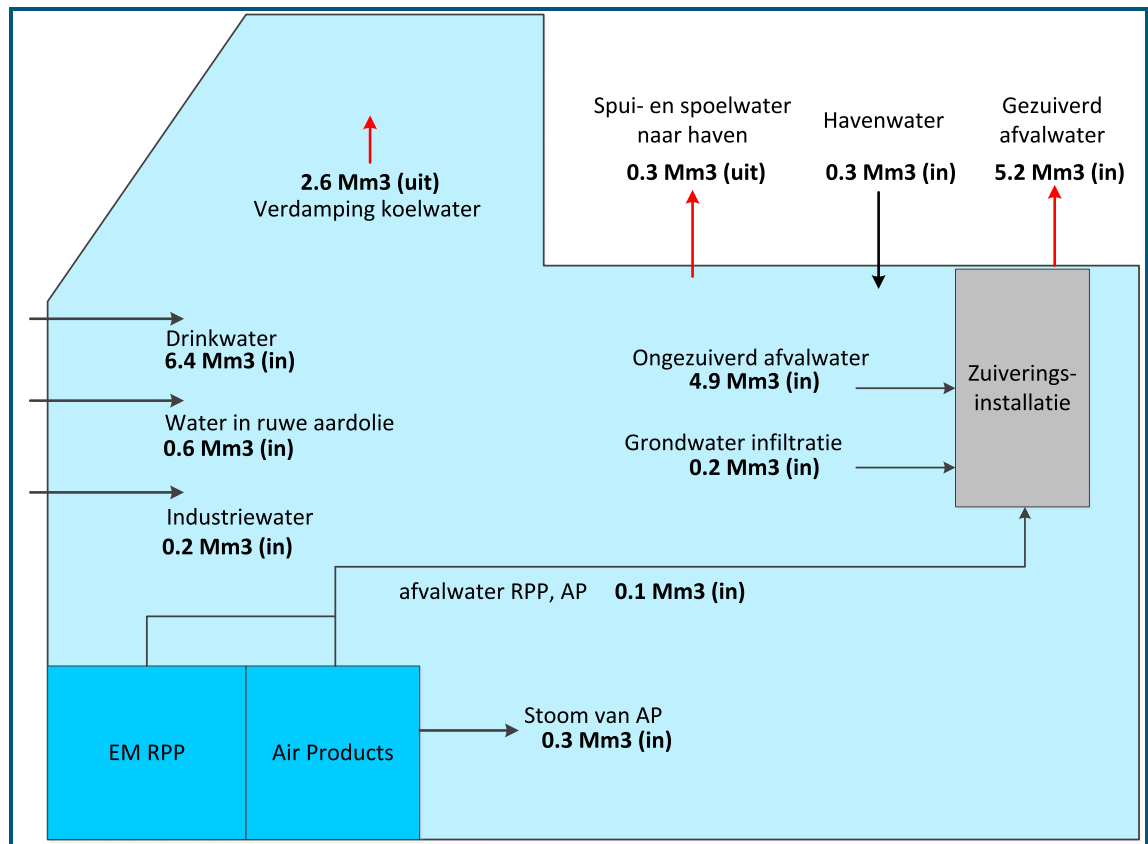 Spui- en spoelwater
naar haven
0.3 Mm3 (uit)
Havenwater
0.3 Mm3 (in)
Gezuiverd
afvalwater
5.2 Mm3 (in)
2.6 Mm3 (uit)
Verdamping koelwater
Drinkwater
6.4 Mm3 (in)
Water in ruwe aardolie
0.6 Mm3 (in)
Industriewater
0.2 Mm3 (in)
Ongezuiverd afvalwater
4.9 Mm3 (in)
Grondwater infiltratie
0.2 Mm3 (in)
Zuiverings-
installatie
afvalwater RPP, AP 0.1 Mm3 (in)
Stoom van AP
0.3 Mm3 (in)
EM RPP
Air Products